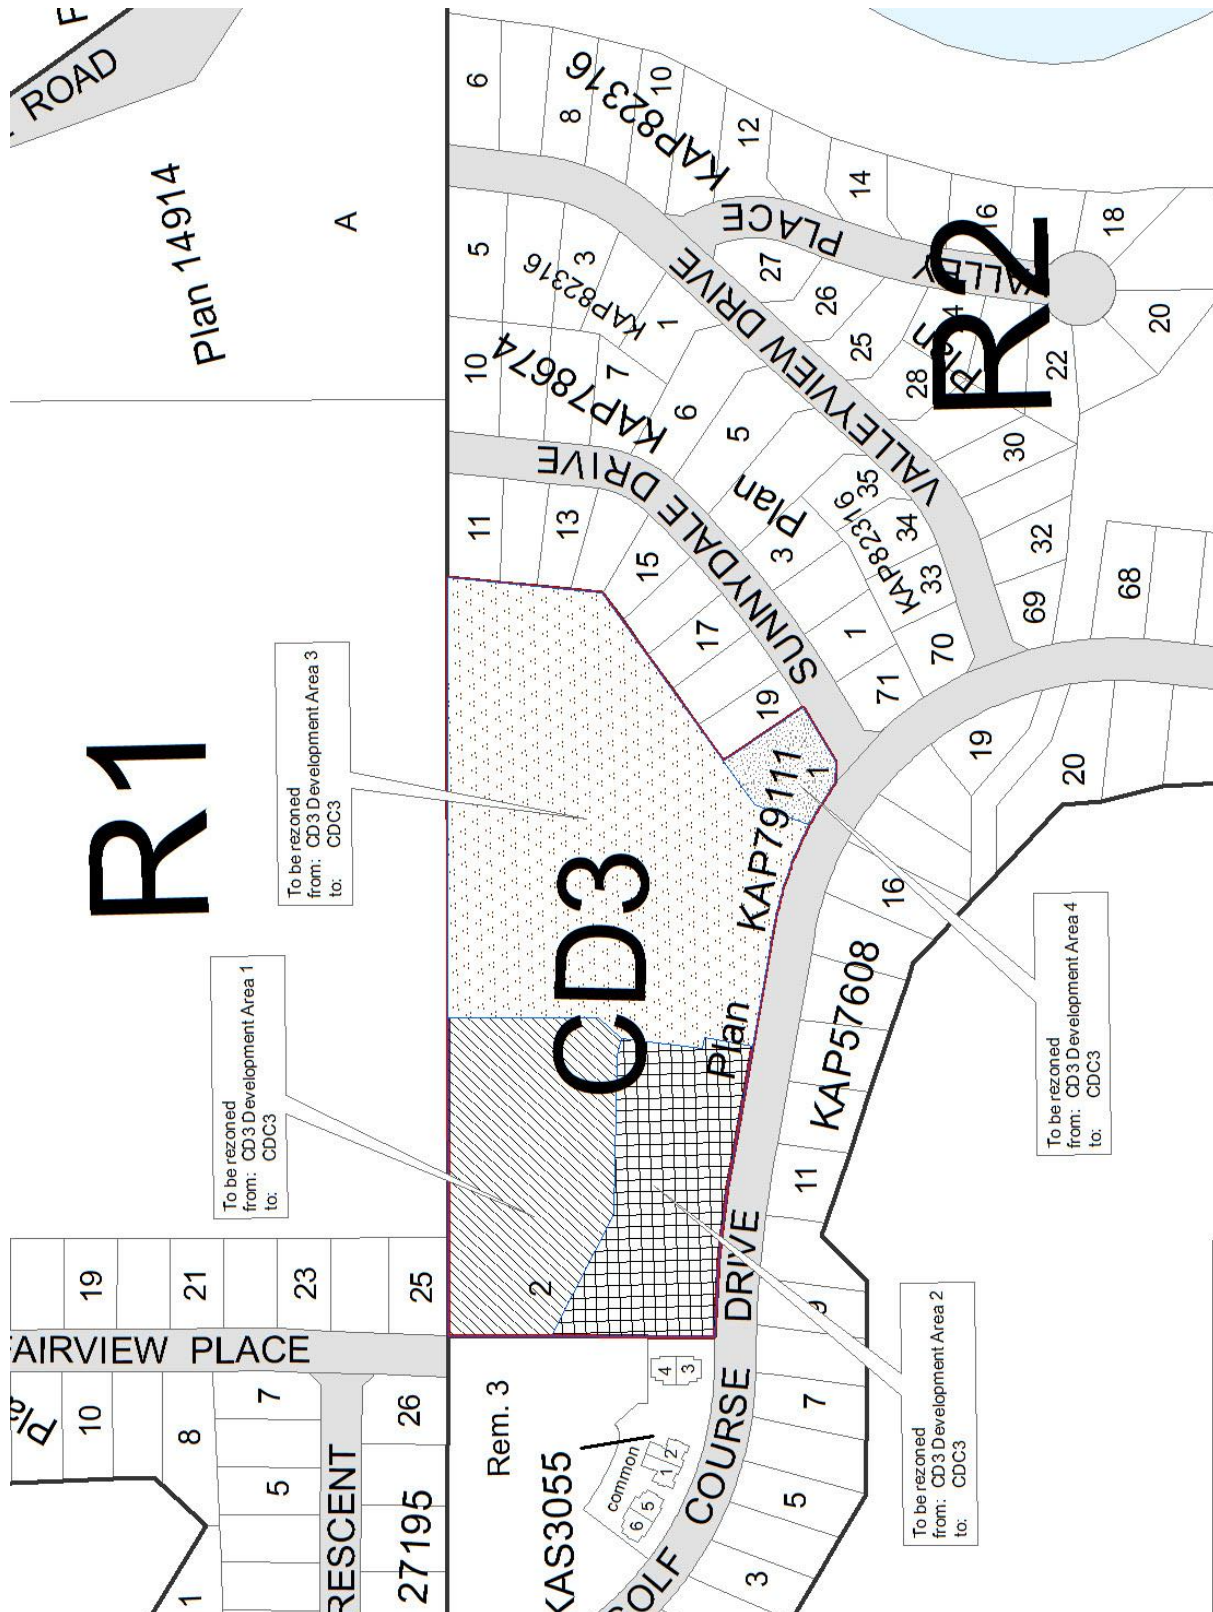 ROAD
Plan 14914
A
R1
6
8
10
KAP82316
12
14
16
18
20
22
PLACE
VALLEY
R2
Plan
24
27
26
25
28
30
32
5
3
1
KAP82316
VALLEYVIEW DRIVE
10
7
6
5
3
1
KAP78674
Plan
35
34
33
KAP82316
SUNNYDALE DRIVE
11
13
15
17
19
71
70
69
68
19
20
16
11
9
7
5
3
KAP57608
To be rezoned
from: CD3 Development Area 3
to: CDC3
To be rezoned
from: CD3 Development Area 1
to: CDC3
To be rezoned
from: CD3 Development Area 4
to: CDC3
To be rezoned
from: CD3 Development Area 2
to: CDC3
CD3
Plan KAP79111
1
2
19
21
23
25
FAIRVIEW PLACE
10
8
7
5
26
1
RESCENT
27195
Rem. 3
KAS3055
common
4
3
2
1
5
6
GOLF COURSE DRIVE